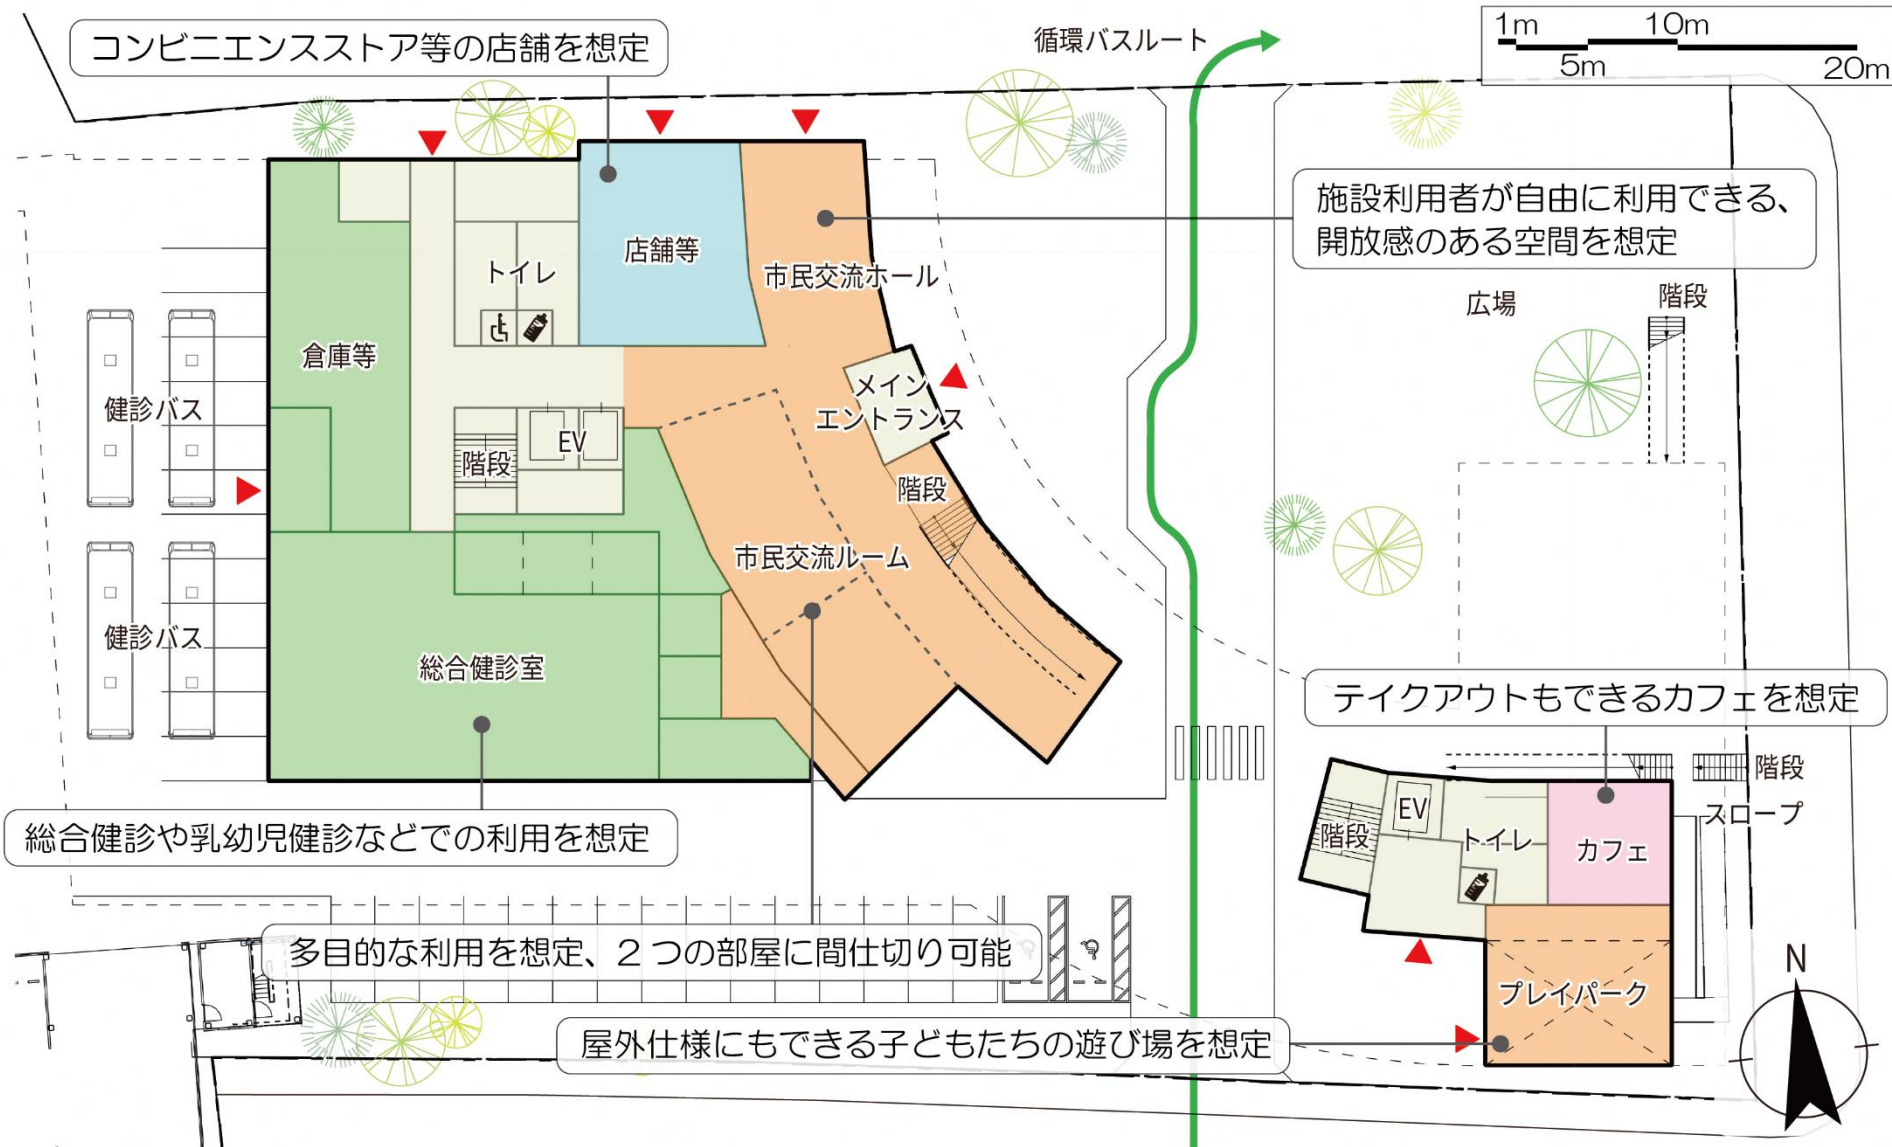 1m
10m
5m
20m
コンビニエンスストア等の店舗を想定
循環バスルート
施設利用者が自由に利用できる、
開放感のある空間を想定
店舗等
トイレ
市民交流ホール
広場
階段
倉庫等
健診バス
メイン
エントランス
EV
階段
階段
市民交流ルーム
健診バス
総合健診室
テイクアウトもできるカフェを想定
階段
スロープ
EV
階段
トイレ
カフェ
総合健診や乳幼児健診などでの利用を想定
多目的な利用を想定、2つの部屋に間仕切り可能
プレイパーク
屋外仕様にもできる子どもたちの遊び場を想定
N